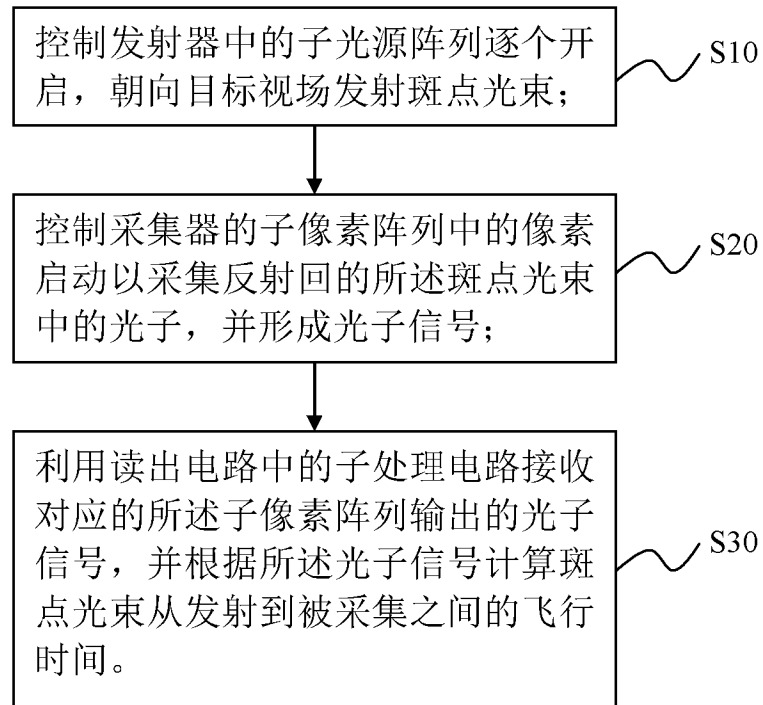 控制发射器中的子光源阵列逐个开
启，朝向目标视场发射斑点光束；
S10
控制采集器的子像素阵列中的像素
启动以采集反射回的所述斑点光束
中的光子，并形成光子信号；
S20
利用读出电路中的子处理电路接收
对应的所述子像素阵列输出的光子
信号，并根据所述光子信号计算斑
点光束从发射到被采集之间的飞行
时间。
S30